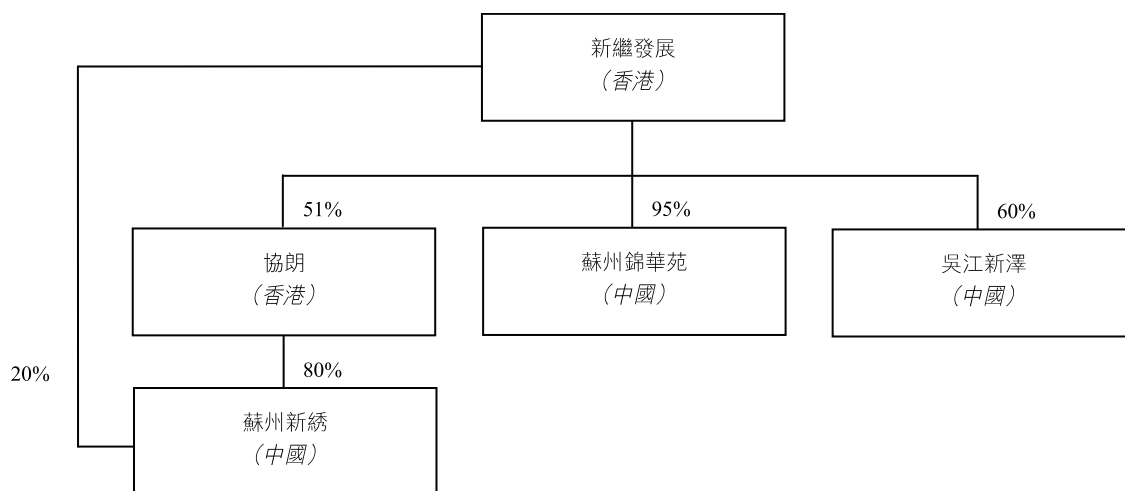 新繼發展
（香港）
51%
95%
60%
協朗
（香港）
蘇州錦華苑
（中國）
吳江新澤
（中國）
20%
80%
蘇州新綉
（中國）